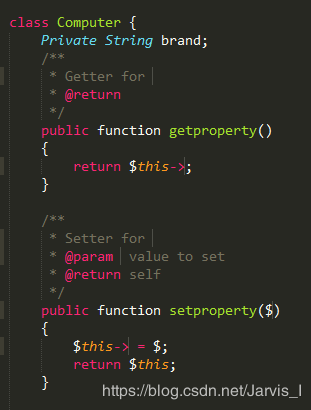 class Computer {
    Private String brand;
    /**
     * Getter for
     * @return
     */
    public function getproperty()
    {
        return $this->;
    }

    /**
     * Setter for
     * @param value to set
     * @return self
     */
    public function setproperty($)
    {
        $this-> = $;
        return $this;
    }
https://blog.csdn.net/Jarvis_I